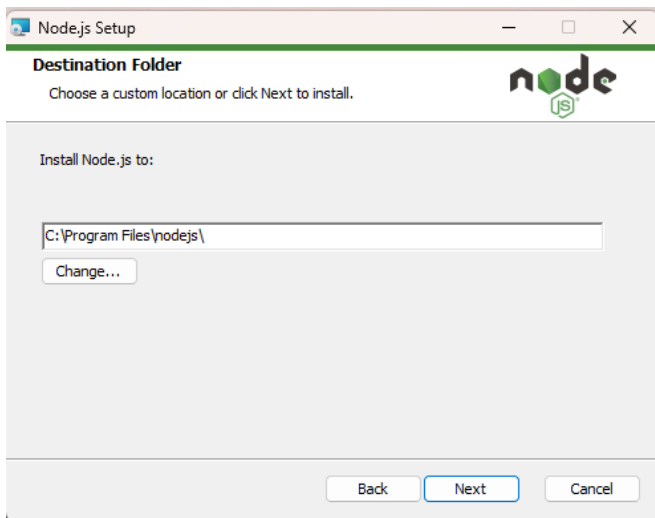 Node.js Setup
Destination Folder
Choose a custom location or click Next to install.
node
JS
Install Node.js to:
C:\Program Files\nodejs\
Change...
Back
Next
Cancel